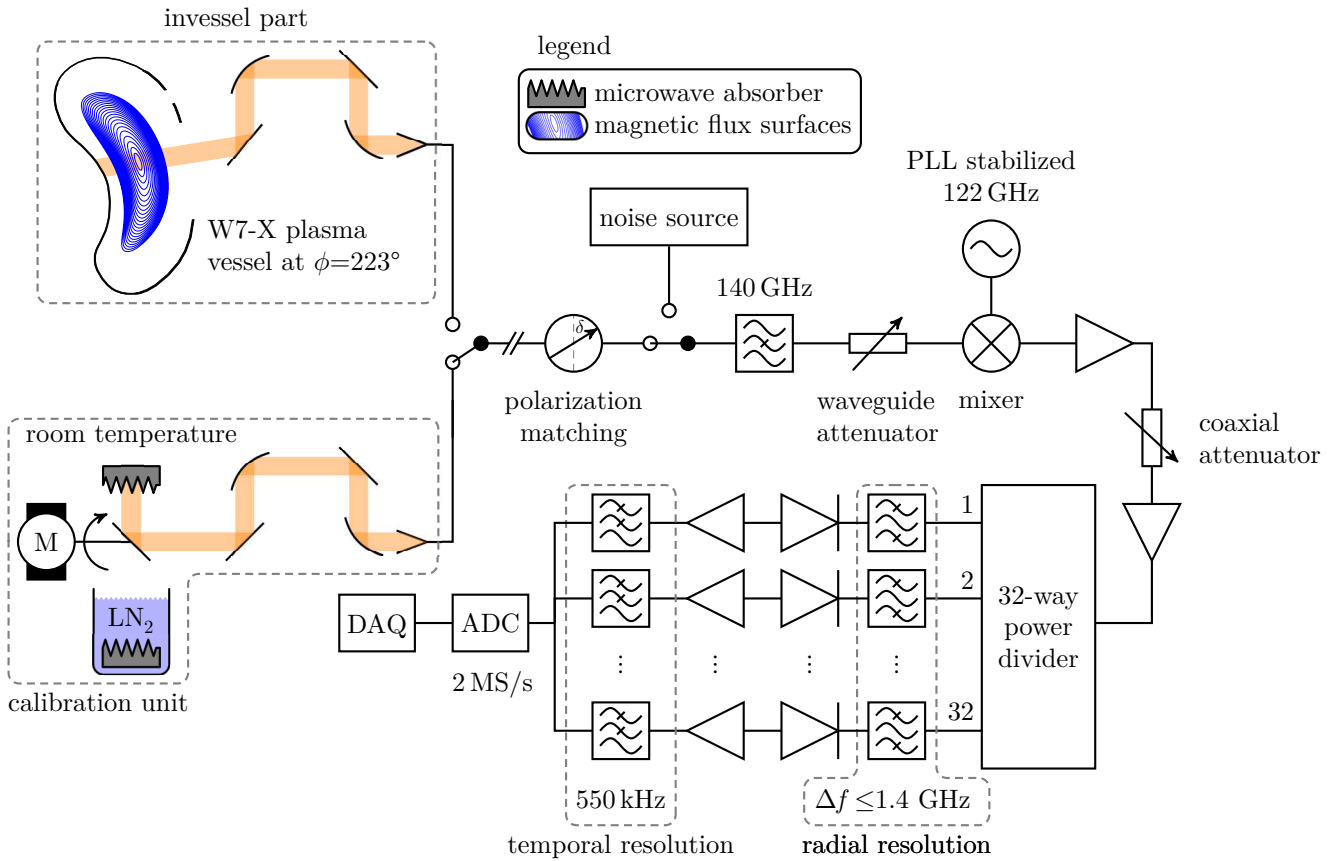 invessel part
legend
microwave absorber
magnetic flux surfaces
W7-X plasma
vessel at ϕ=223°
noise source
PLL stabilized
122 GHz
140 GHz
δ
polarization
matching
waveguide
attenuator
mixer
coaxial
attenuator
room temperature
M
LN₂
calibration unit
DAQ
ADC
2 MS/s
1
2
⋮ ⋮ ⋮
32
32-way
power
divider
550 kHz
Δf ≤1.4 GHz
temporal resolution
radial resolution